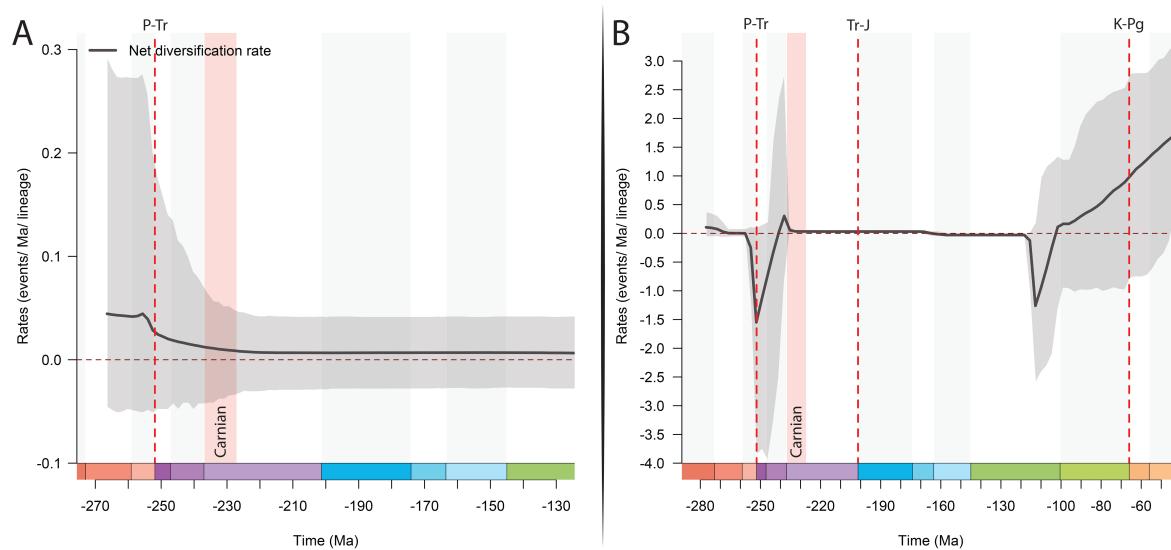 A
P-Tr
Net diversification rate
0.3
0.2
0.1
0.0
-0.1
Rates (events/ Ma/ lineage)
Carnian
-270
-250
-230
-210
-190
-170
-150
-130
Time (Ma)
B
P-Tr
Tr-J
K-Pg
3.0
2.5
2.0
1.5
1.0
0.5
0.0
-0.5
-1.0
-1.5
-2.0
-2.5
-3.0
-3.5
-4.0
Rates (events/ Ma/ lineage)
Carnian
-280
-250
-220
-190
-160
-130
-100
-80
-60
Time (Ma)